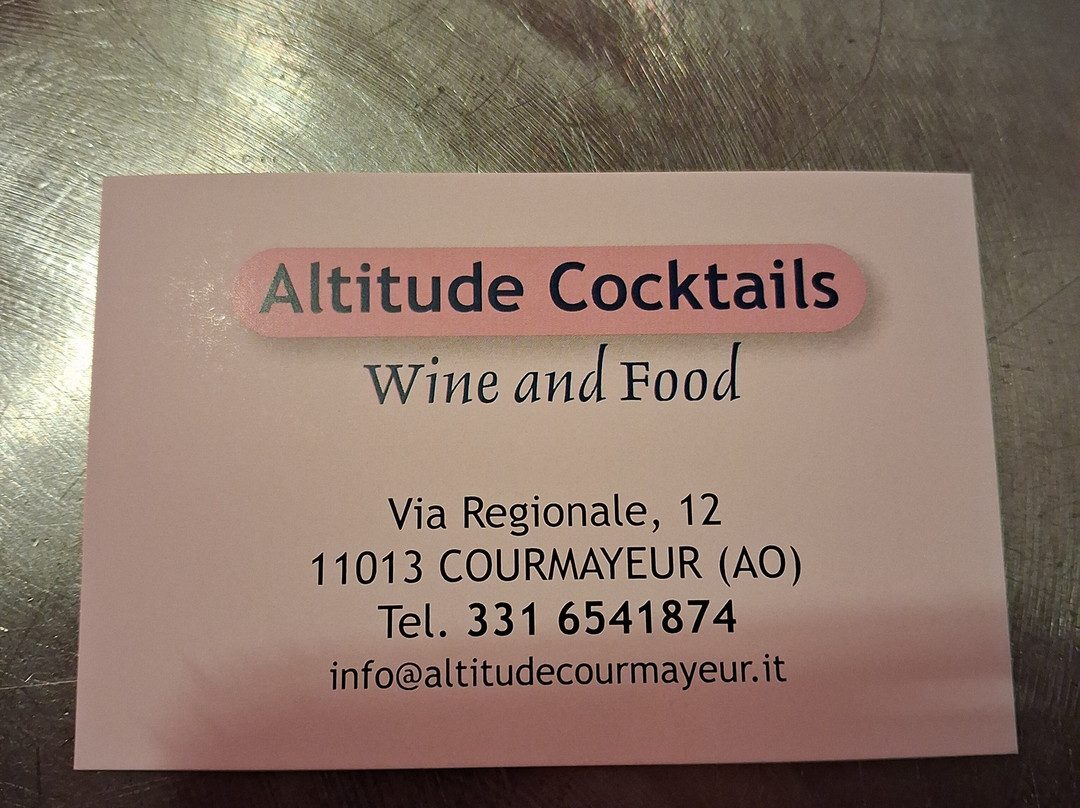 Altitude Cocktails
Wine and Food
Via Regionale, 12
11013 COURMAYEUR (AO)
Tel. 331 6541874
info@altitudecourmayeur.it